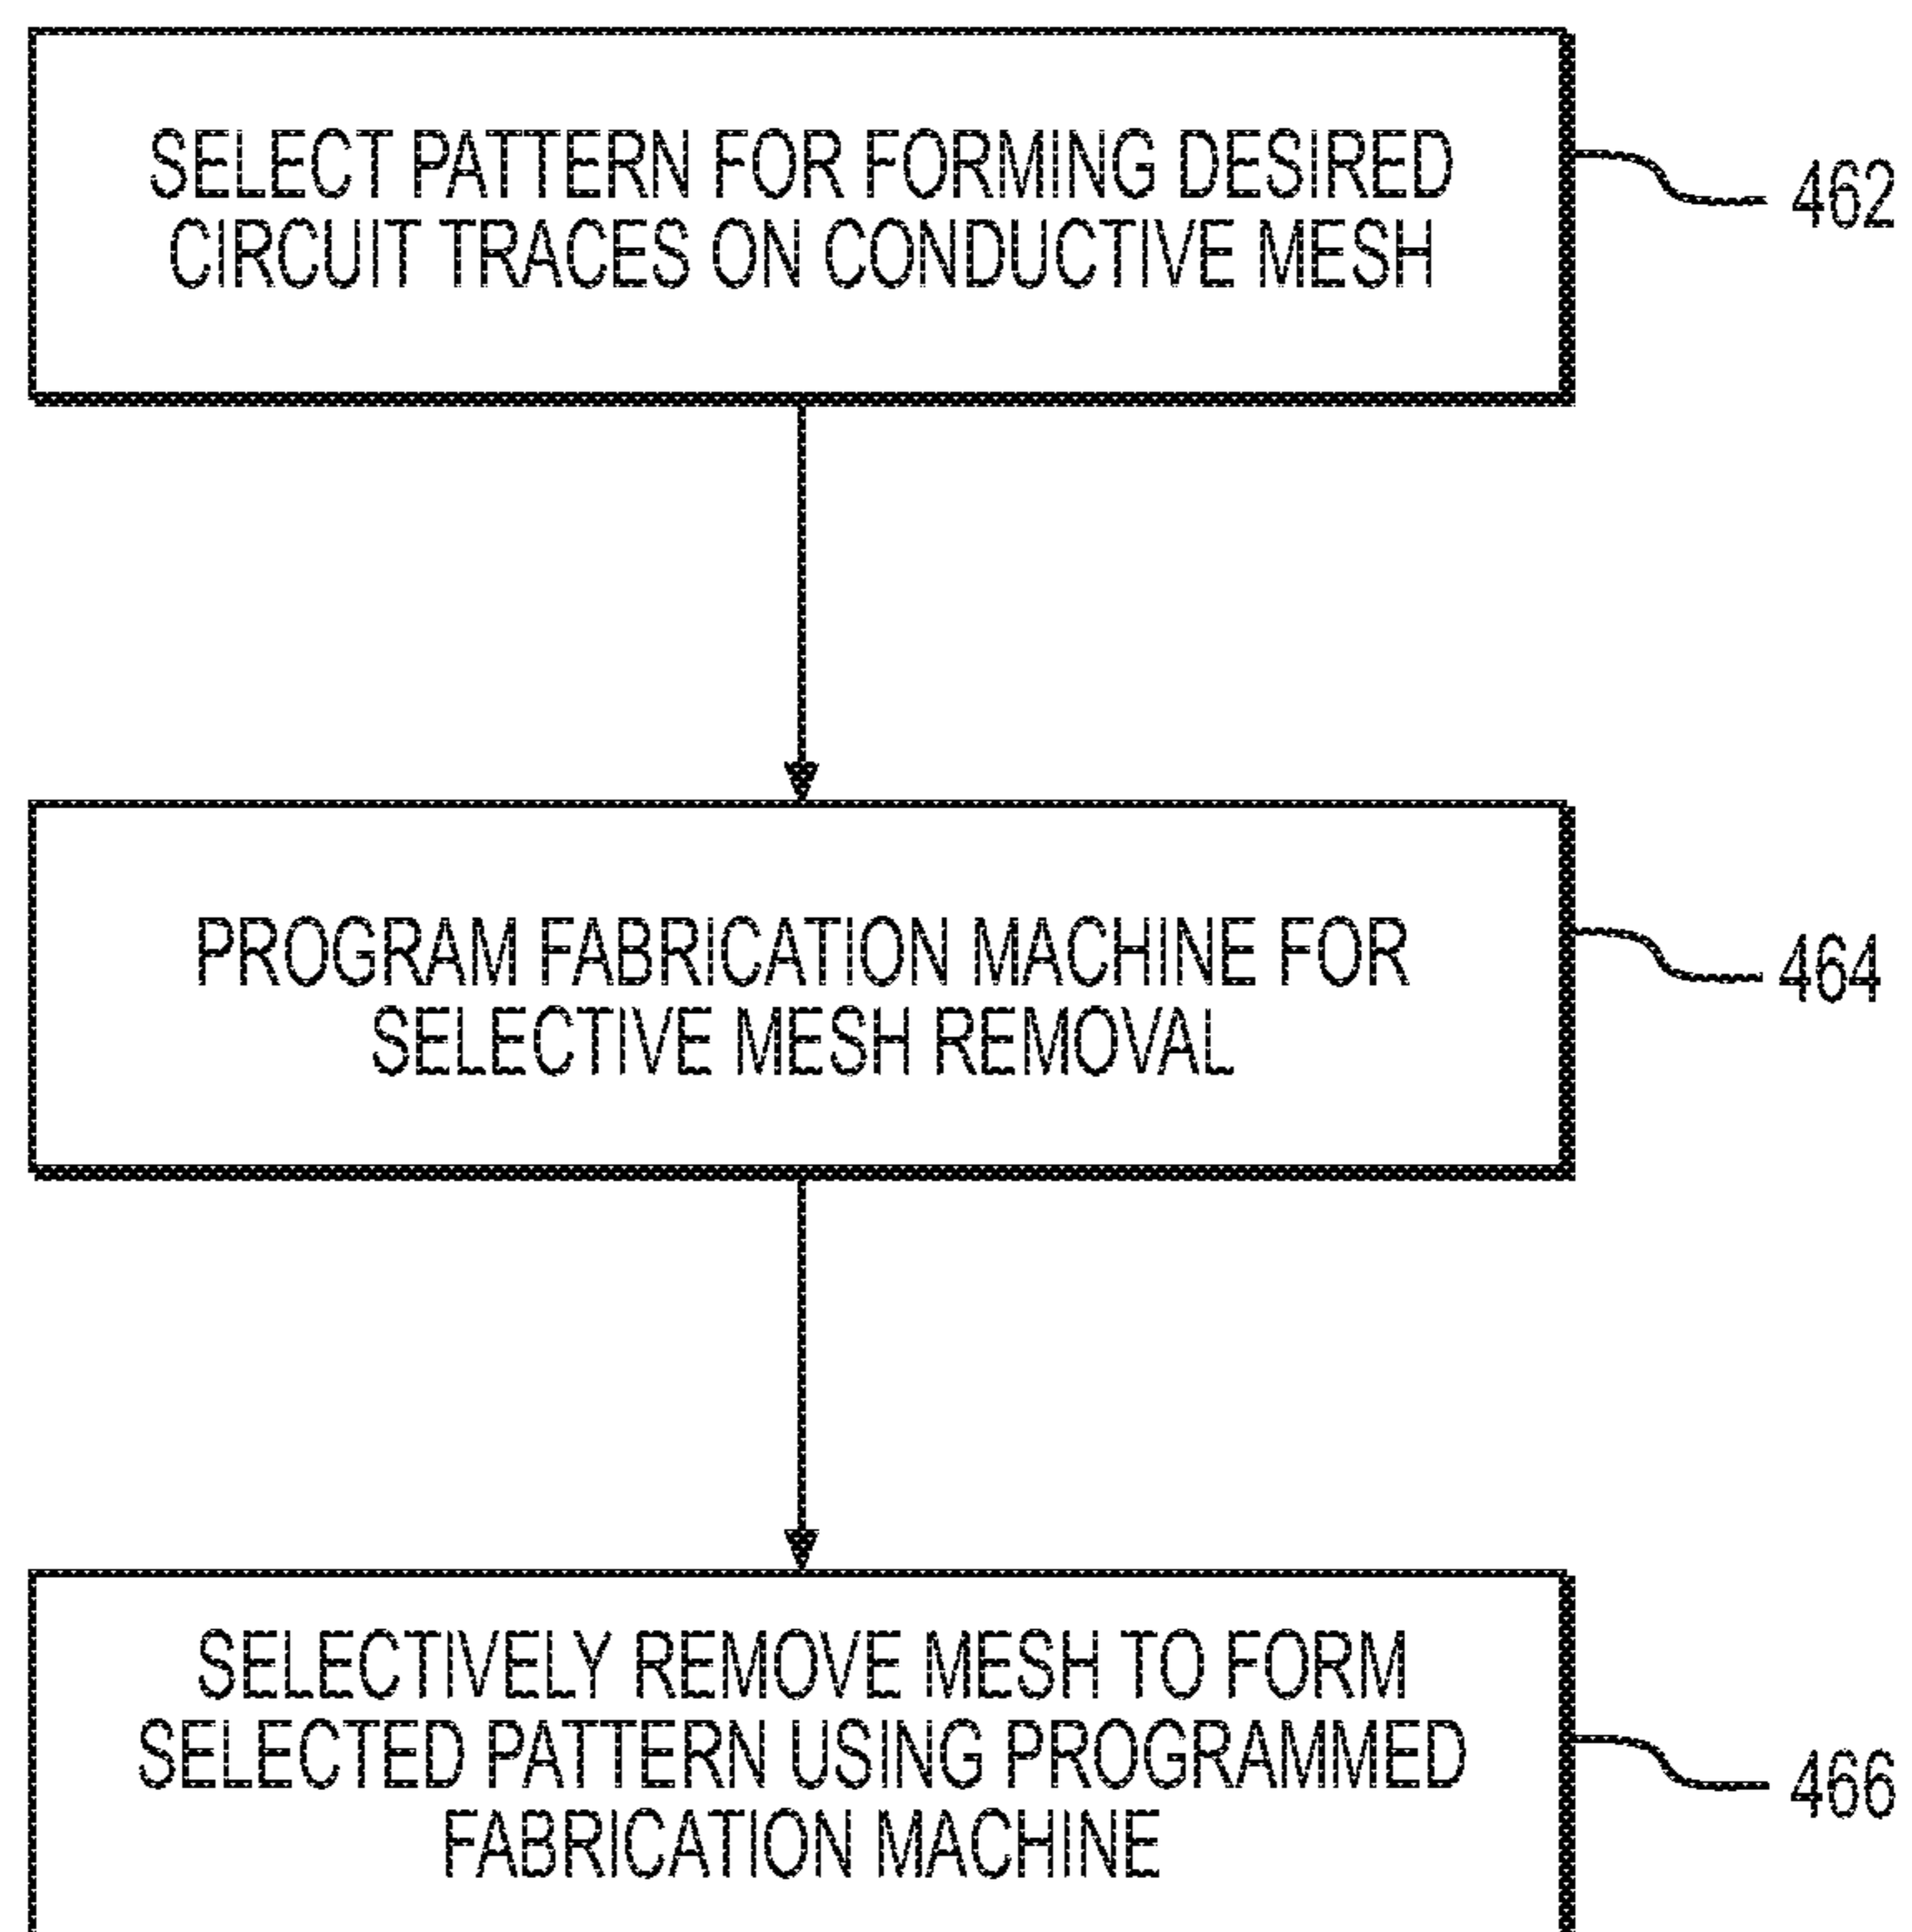 SELECT PATTERN FOR FORMING DESIRED
CIRCUIT TRACES ON CONDUCTIVE MESH
462
PROGRAM FABRICATION MACHINE FOR
SELECTIVE MESH REMOVAL
464
SELECTIVELY REMOVE MESH TO FORM
SELECTED PATTERN USING PROGRAMMED
FABRICATION MACHINE
466